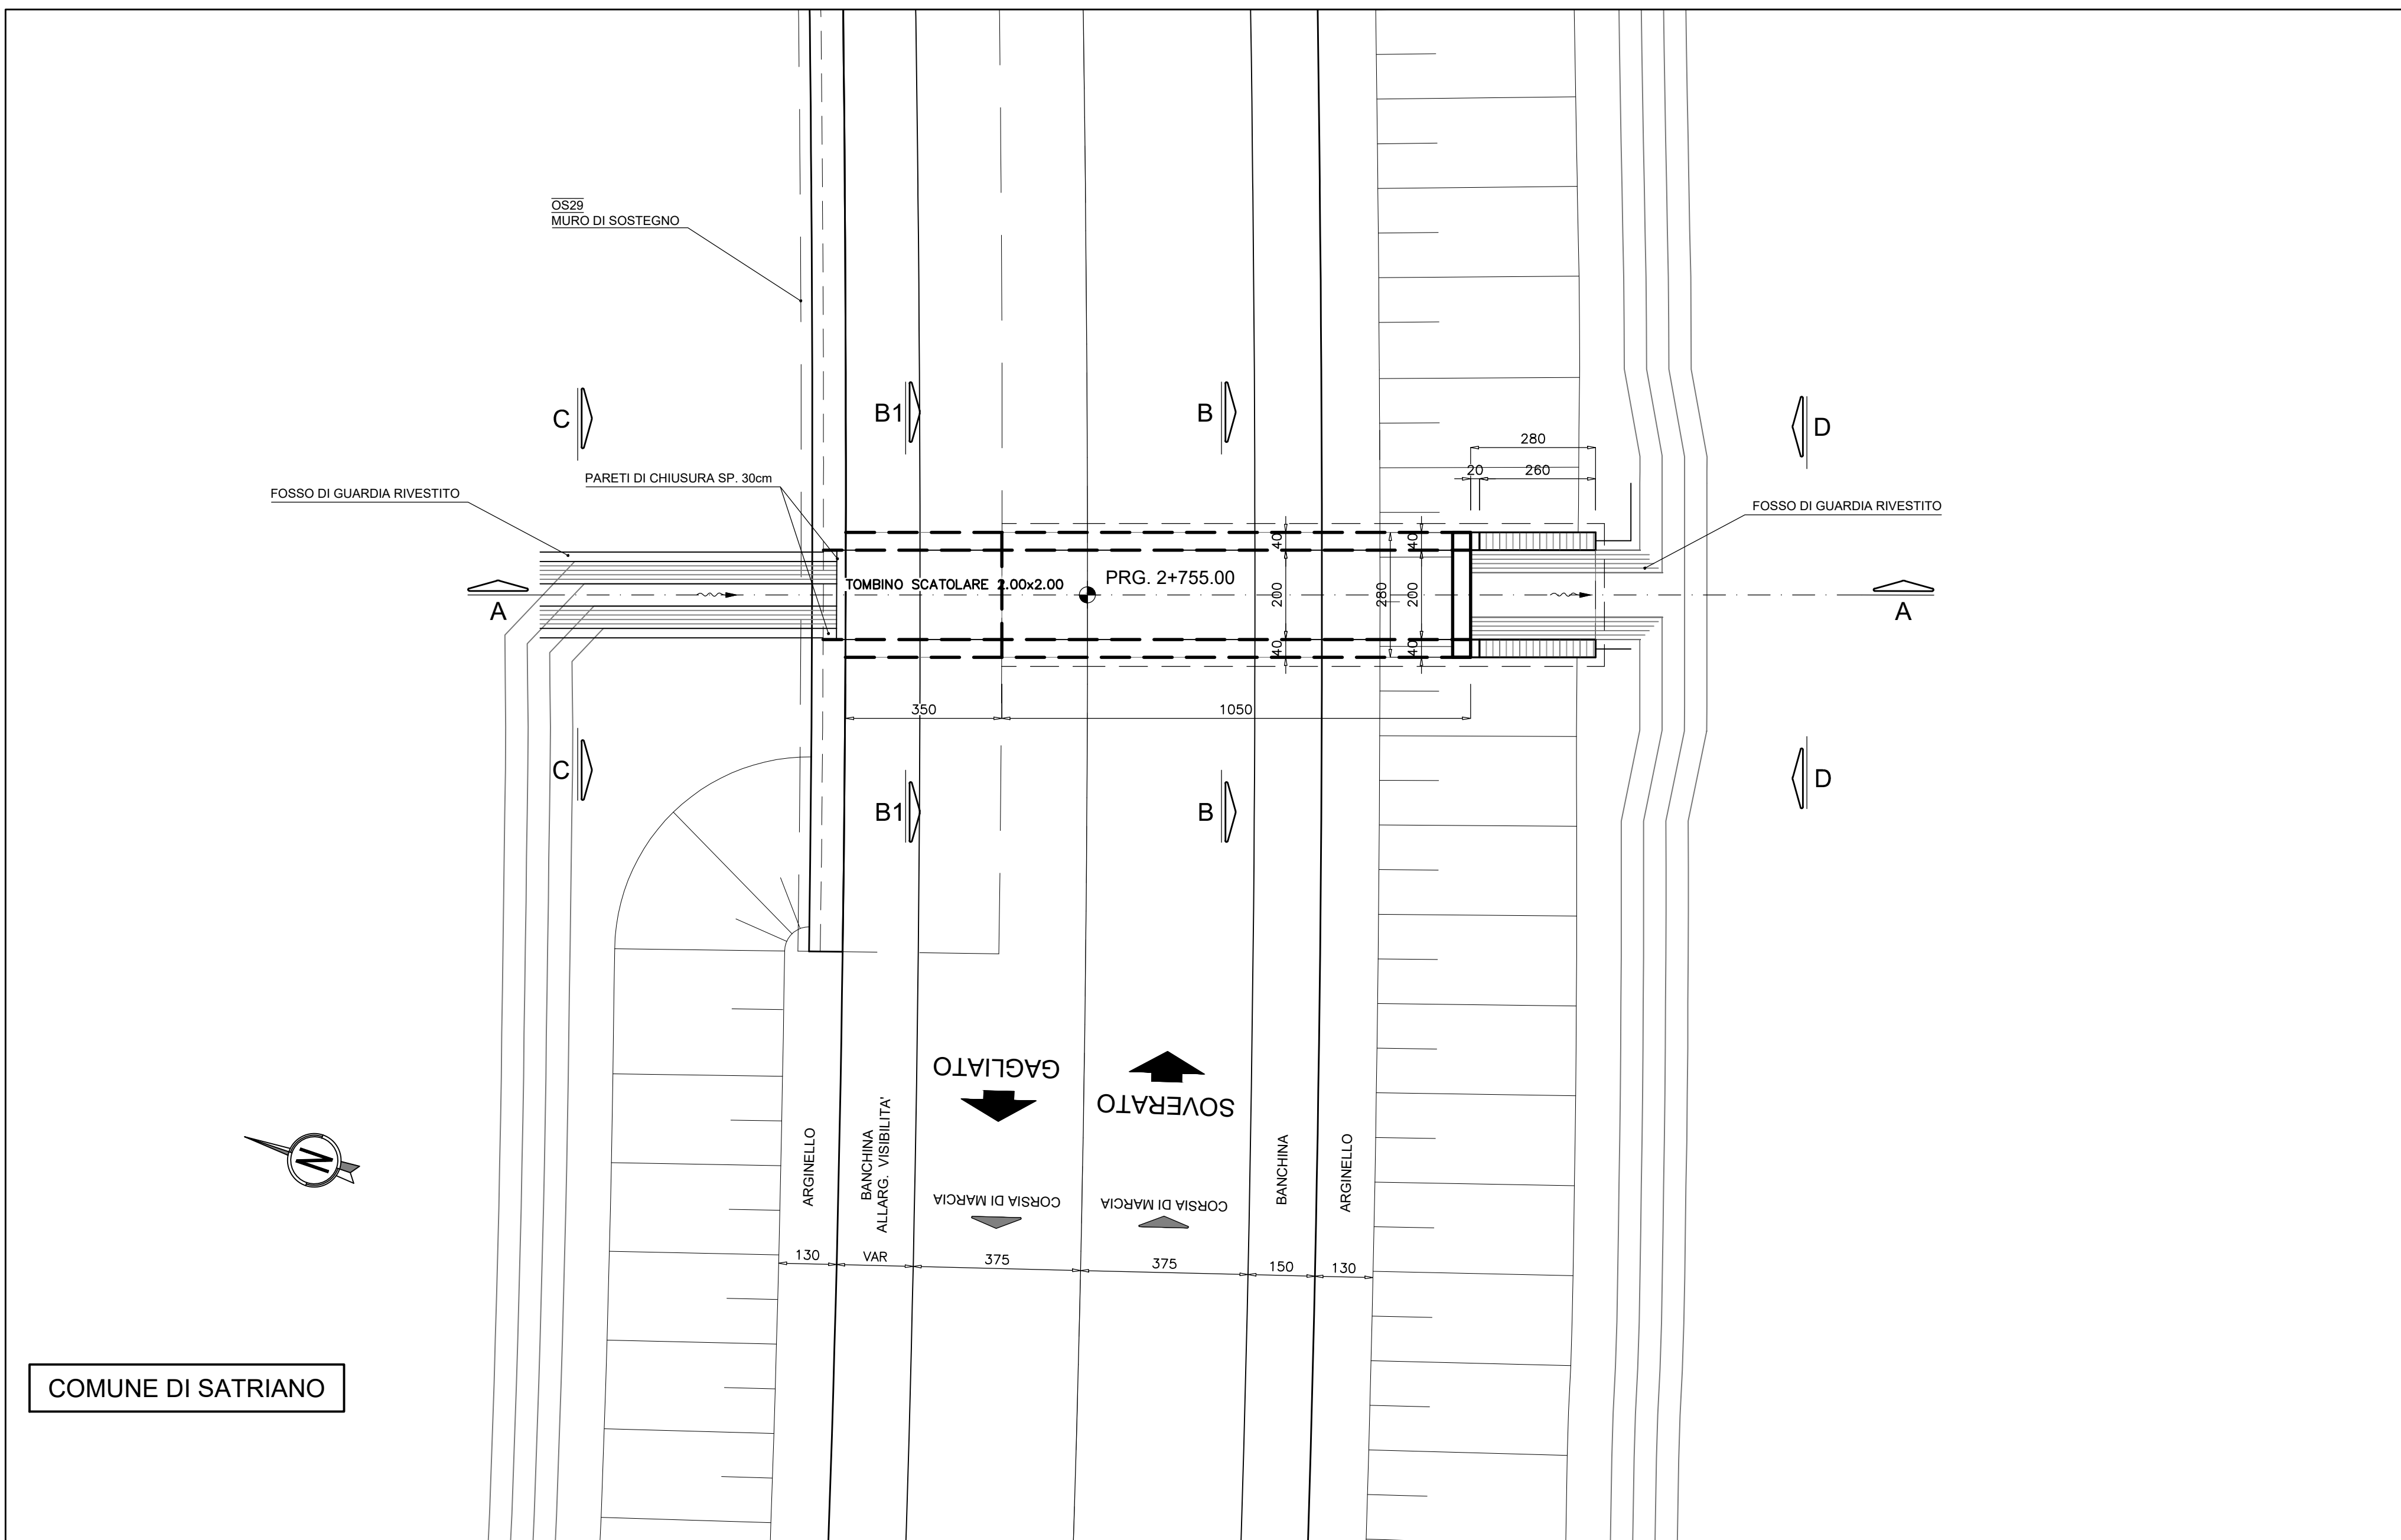 OS29
MURO DI SOSTEGNO
C
B1
B
D
280
20
260
PARETI DI CHIUSURA SP. 30cm
FOSSO DI GUARDIA RIVESTITO
FOSSO DI GUARDIA RIVESTITO
40
40
TOMBINO SCATOLARE 2.00x2.00
PRG. 2+755.00
200
280
200
A
A
40
40
350
1050
C
B1
B
D
GAGLIATO
SOVERATO
ARGINELLO
BANCHINA
ALLARG. VISIBILITA'
CORSIA DI MARCIA
CORSIA DI MARCIA
BANCHINA
ARGINELLO
N
130
VAR
375
375
150
130
COMUNE DI SATRIANO